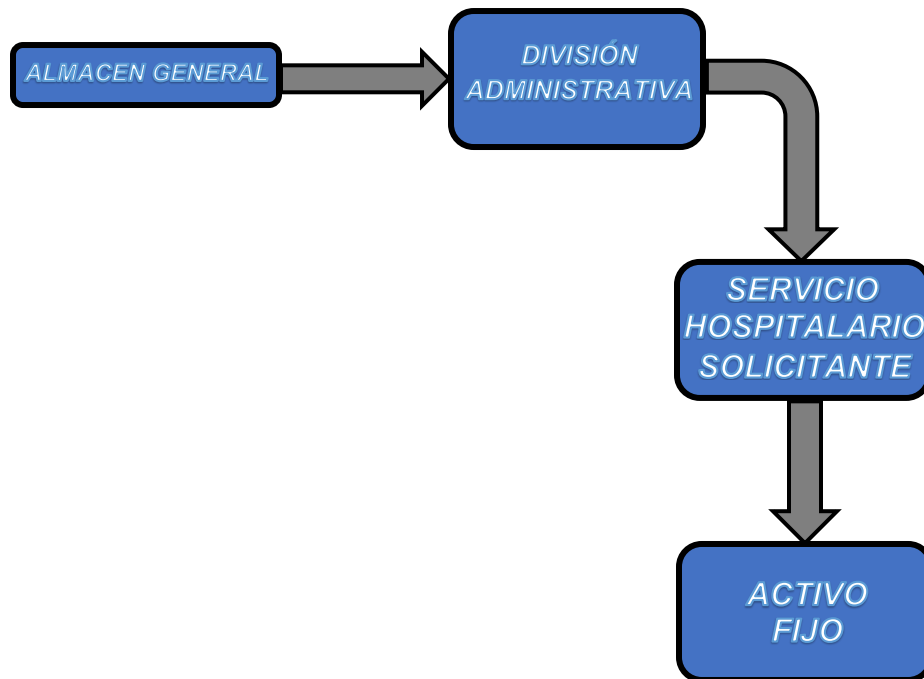 ALMACEN GENERAL
DIVISIÓN
ADMINISTRATIVA
SERVICIO
HOSPITALARIO
SOLICITANTE
ACTIVO
FIJO